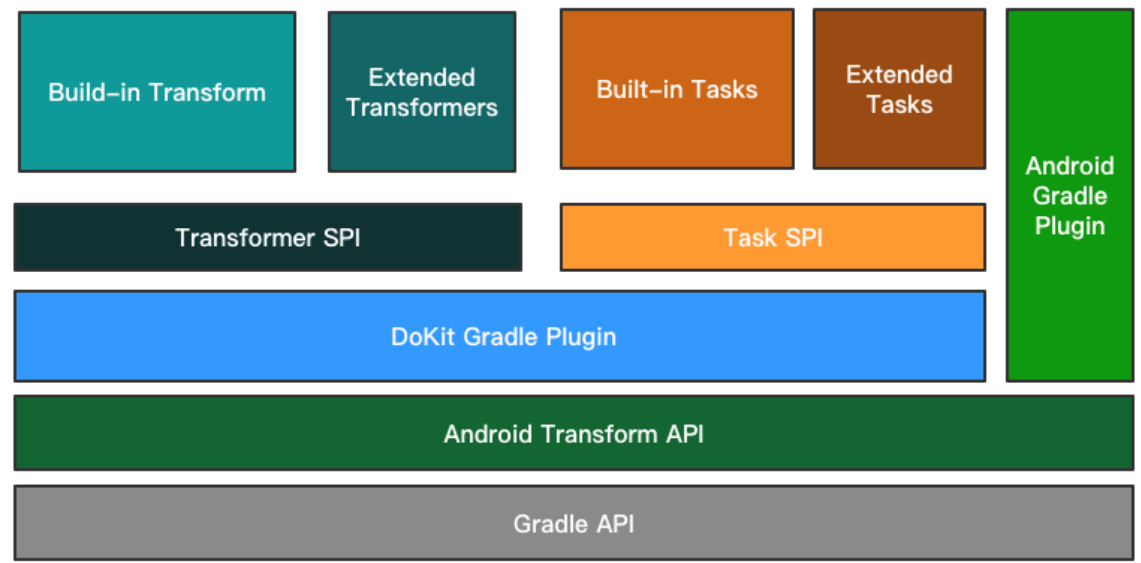 Build-in Transform
Extended
Transformers
Built-in Tasks
Extended
Tasks
Android
Gradle
Plugin
Transformer SPI
Task SPI
DoKit Gradle Plugin
Android Transform API
Gradle API